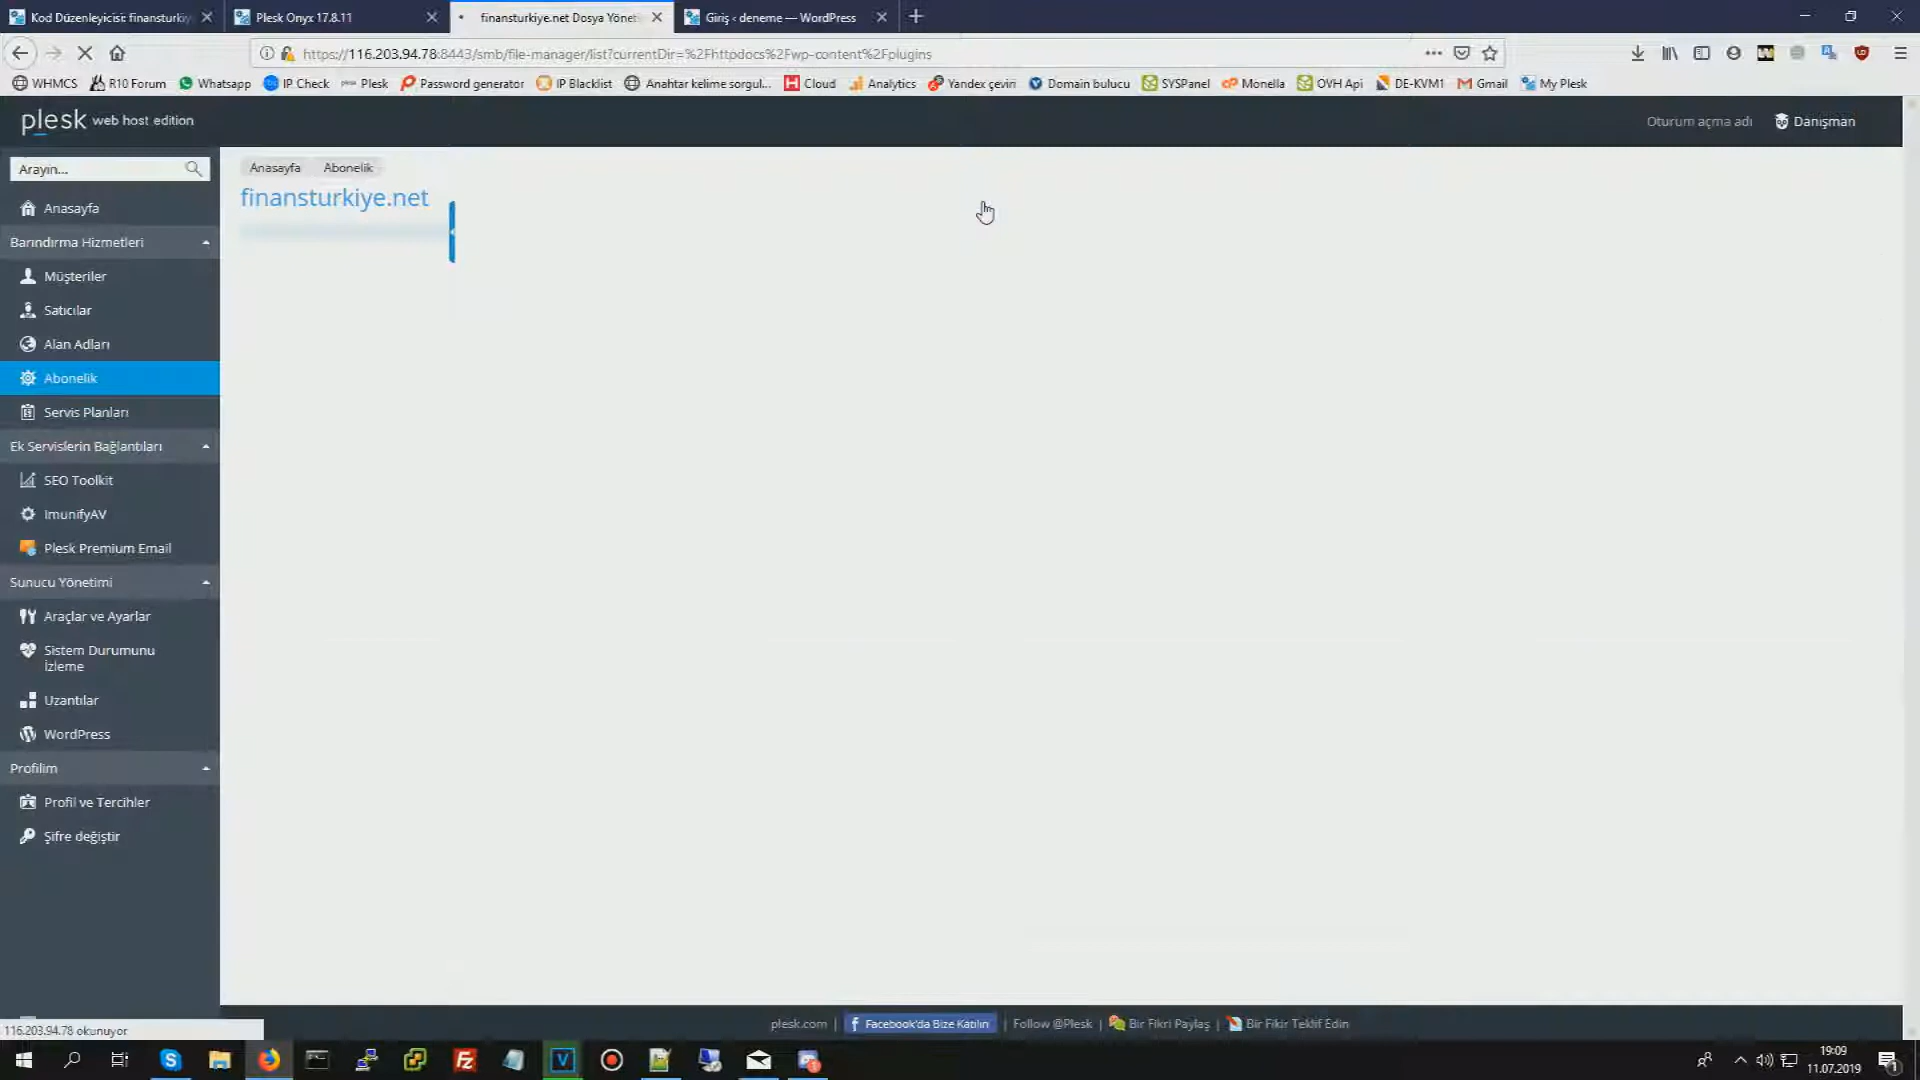 Kod Düzenleyicisi: finansturkiy
Plesk Onyx 17.8.11
finansturkiye.net Dosya Yönet
Giriş ‹ deneme — WordPress
https://116.203.94.78:8443/smb/file-manager/list?currentDir=%2Fhttpdocs%2Fwp-content%2Fplugins
WHMCS R10 Forum Whatsapp IP Check Plesk Password generator IP Blacklist Anahtar kelime sorgul... Cloud Analytics Yandex çeviri Domain bulucu SYSPanel Monella OVH Api DE-KVM1 Gmail My Plesk
plesk web host edition
Oturum açma adı Danışman
Arayın...
Anasayfa Abonelik
finansturkiye.net
Anasayfa
Barındırma Hizmetleri
Müşteriler
Satıcılar
Alan Adları
Abonelik
Servis Planları
Ek Servislerin Bağlantıları
SEO Toolkit
ImunifyAV
Plesk Premium Email
Sunucu Yönetimi
Araçlar ve Ayarlar
Sistem Durumunu
İzleme
Uzantılar
WordPress
Profilim
Profil ve Tercihler
Şifre değiştir
116.203.94.78 okunuyor
plesk.com | Facebook'da Bize Katılın | Follow @Plesk | Bir Fikri Paylaş | Bir Fikir Teklif Edin
19:09
11.07.2019